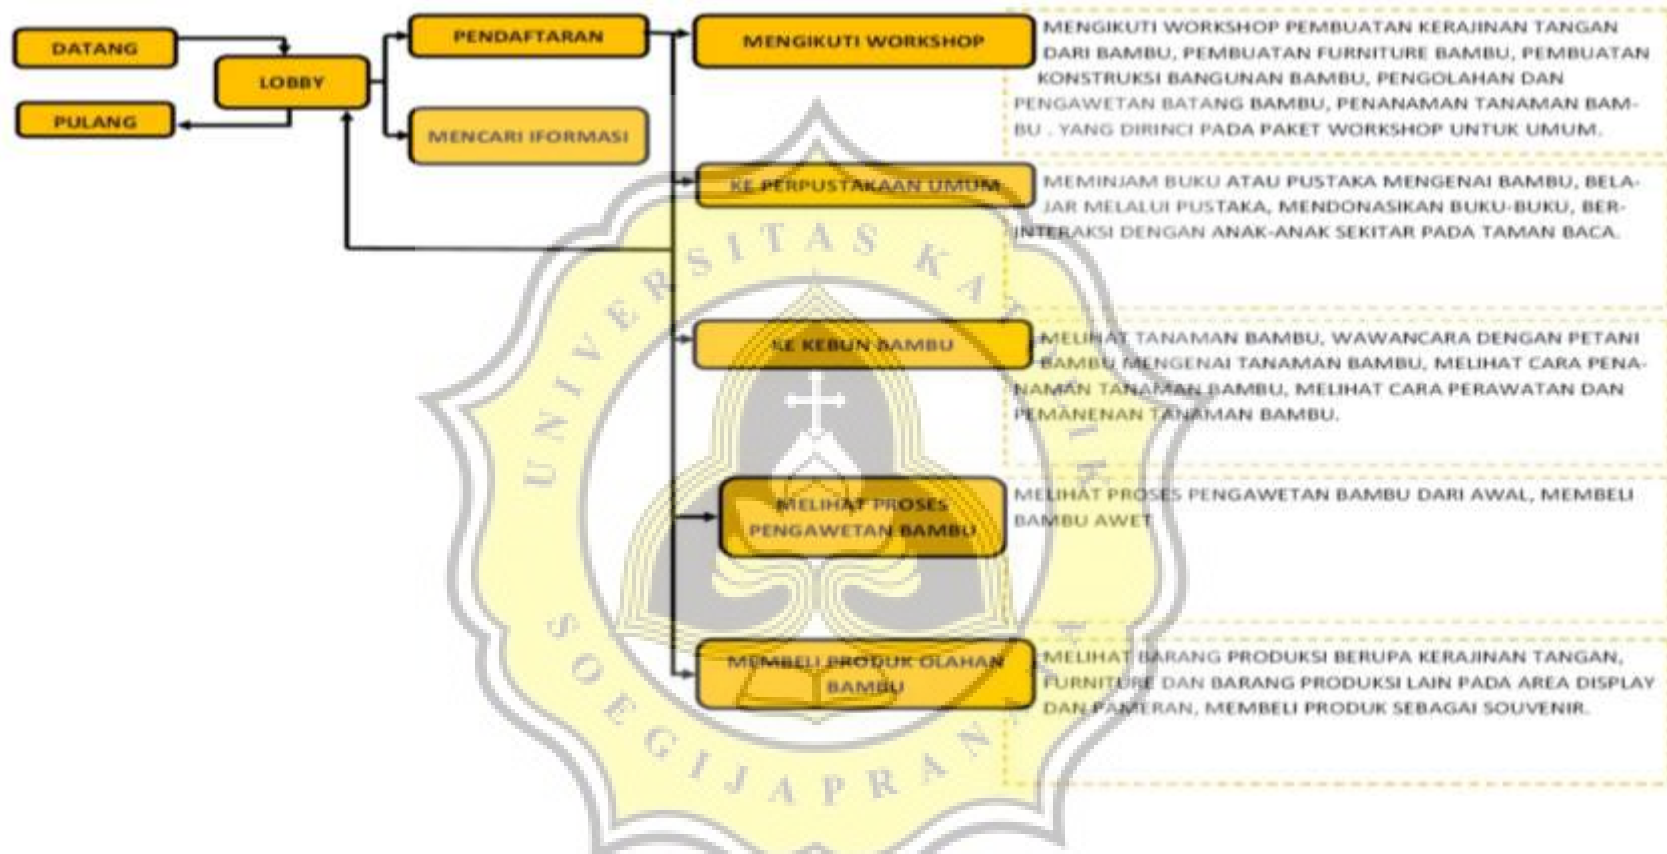 DATANG
LOBBY
PULANG
PENDAFTARAN
MENCARI IFORMASI
MENGIKUTI WORKSHOP
MENGIKUTI WORKSHOP PEMBUATAN KERAJINAN TANGAN
DARI BAMBU, PEMBUATAN FURNITURE BAMBU, PEMBUATAN
KONSTRUKSI BANGUNAN BAMBU, PENGOLAHAN DAN
PENGAWETAN BATANG BAMBU, PENANAMAN TANAMAN BAM-
BU . YANG DIRINCI PADA PAKET WORKSHOP UNTUK UMUM.
KE PERPUSTAKAAN UMUM
MEMINJAM BUKU ATAU PUSTAKA MENGENAI BAMBU, BELA-
JAR MELALUI PUSTAKA, MENDONASIKAN BUKU-BUKU, BER-
INTERAKSI DENGAN ANAK-ANAK SEKITAR PADA TAMAN BACA.
KE KEBUN BAMBU
MELIHAT TANAMAN BAMBU, WAWANCARA DENGAN PETANI
BAMBU MENGENAI TANAMAN BAMBU, MELIHAT CARA PENA-
NAMAN TANAMAN BAMBU, MELIHAT CARA PERAWATAN DAN
PEMANENAN TANAMAN BAMBU.
MELIHAT PROSES
PENGAWETAN BAMBU
MELIHAT PROSES PENGAWETAN BAMBU DARI AWAL, MEMBELI
BAMBU AWET
MEMBELI PRODUK OLAHAN
BAMBU
MELIHAT BARANG PRODUKSI BERUPA KERAJINAN TANGAN,
FURNITURE DAN BARANG PRODUKSI LAIN PADA AREA DISPLAY
DAN PAMERAN, MEMBELI PRODUK SEBAGAI SOUVENIR.
UNIVERSITAS KATOLIK
SOEGIJAPRANATA